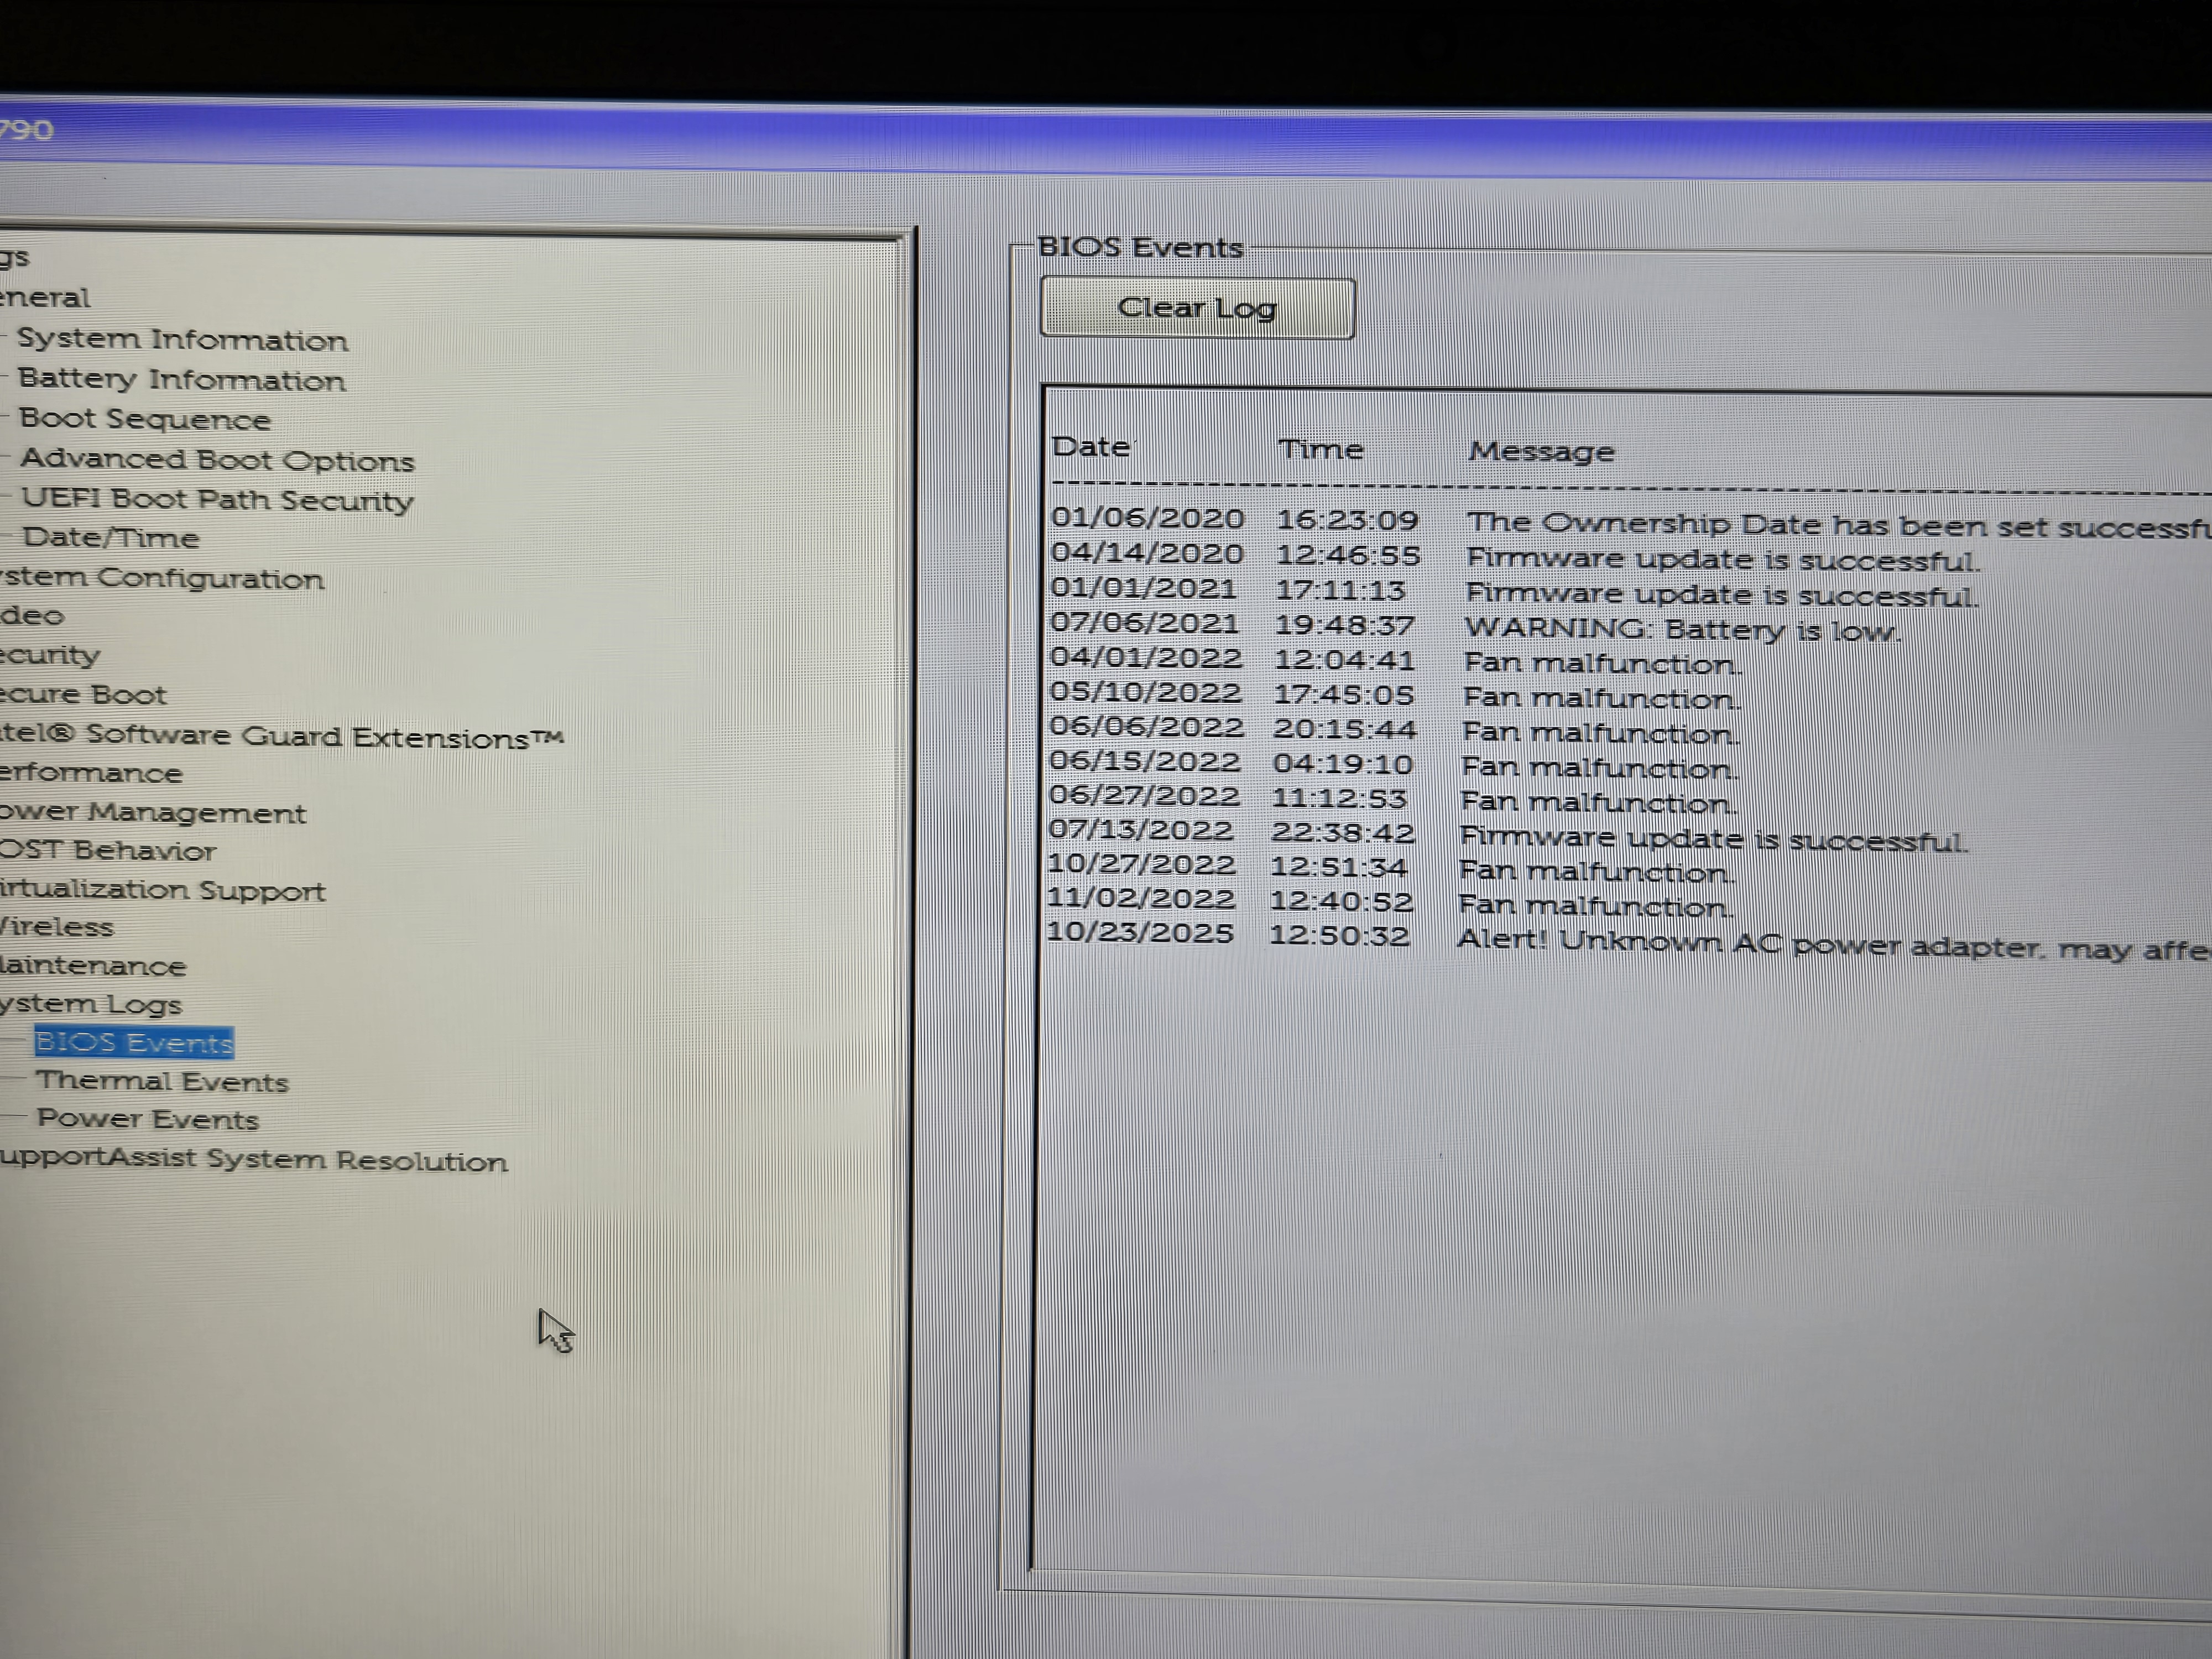 790
gs
eneral
System Information
Battery Information
Boot Sequence
Advanced Boot Options
UEFI Boot Path Security
Date/Time
ystem Configuration
deo
ecurity
ecure Boot
tel® Software Guard Extensions™
erformance
ower Management
OST Behavior
irtualization Support
Wireless
Maintenance
ystem Logs
BIOS Events
Thermal Events
Power Events
upportAssist System Resolution
BIOS Events
Clear Log
Date Time Message
01/06/2020 16:23:09 The Ownership Date has been set successfu
04/14/2020 12:46:55 Firmware update is successful.
01/01/2021 17:11:13 Firmware update is successful.
07/06/2021 19:48:37 WARNING: Battery is low.
04/01/2022 12:04:41 Fan malfunction.
05/10/2022 17:45:05 Fan malfunction.
06/06/2022 20:15:44 Fan malfunction.
06/15/2022 04:19:10 Fan malfunction.
06/27/2022 11:12:53 Fan malfunction.
07/13/2022 22:38:42 Firmware update is successful.
10/27/2022 12:51:34 Fan malfunction.
11/02/2022 12:40:52 Fan malfunction.
10/23/2025 12:50:32 Alert! Unknown AC power adapter, may affe